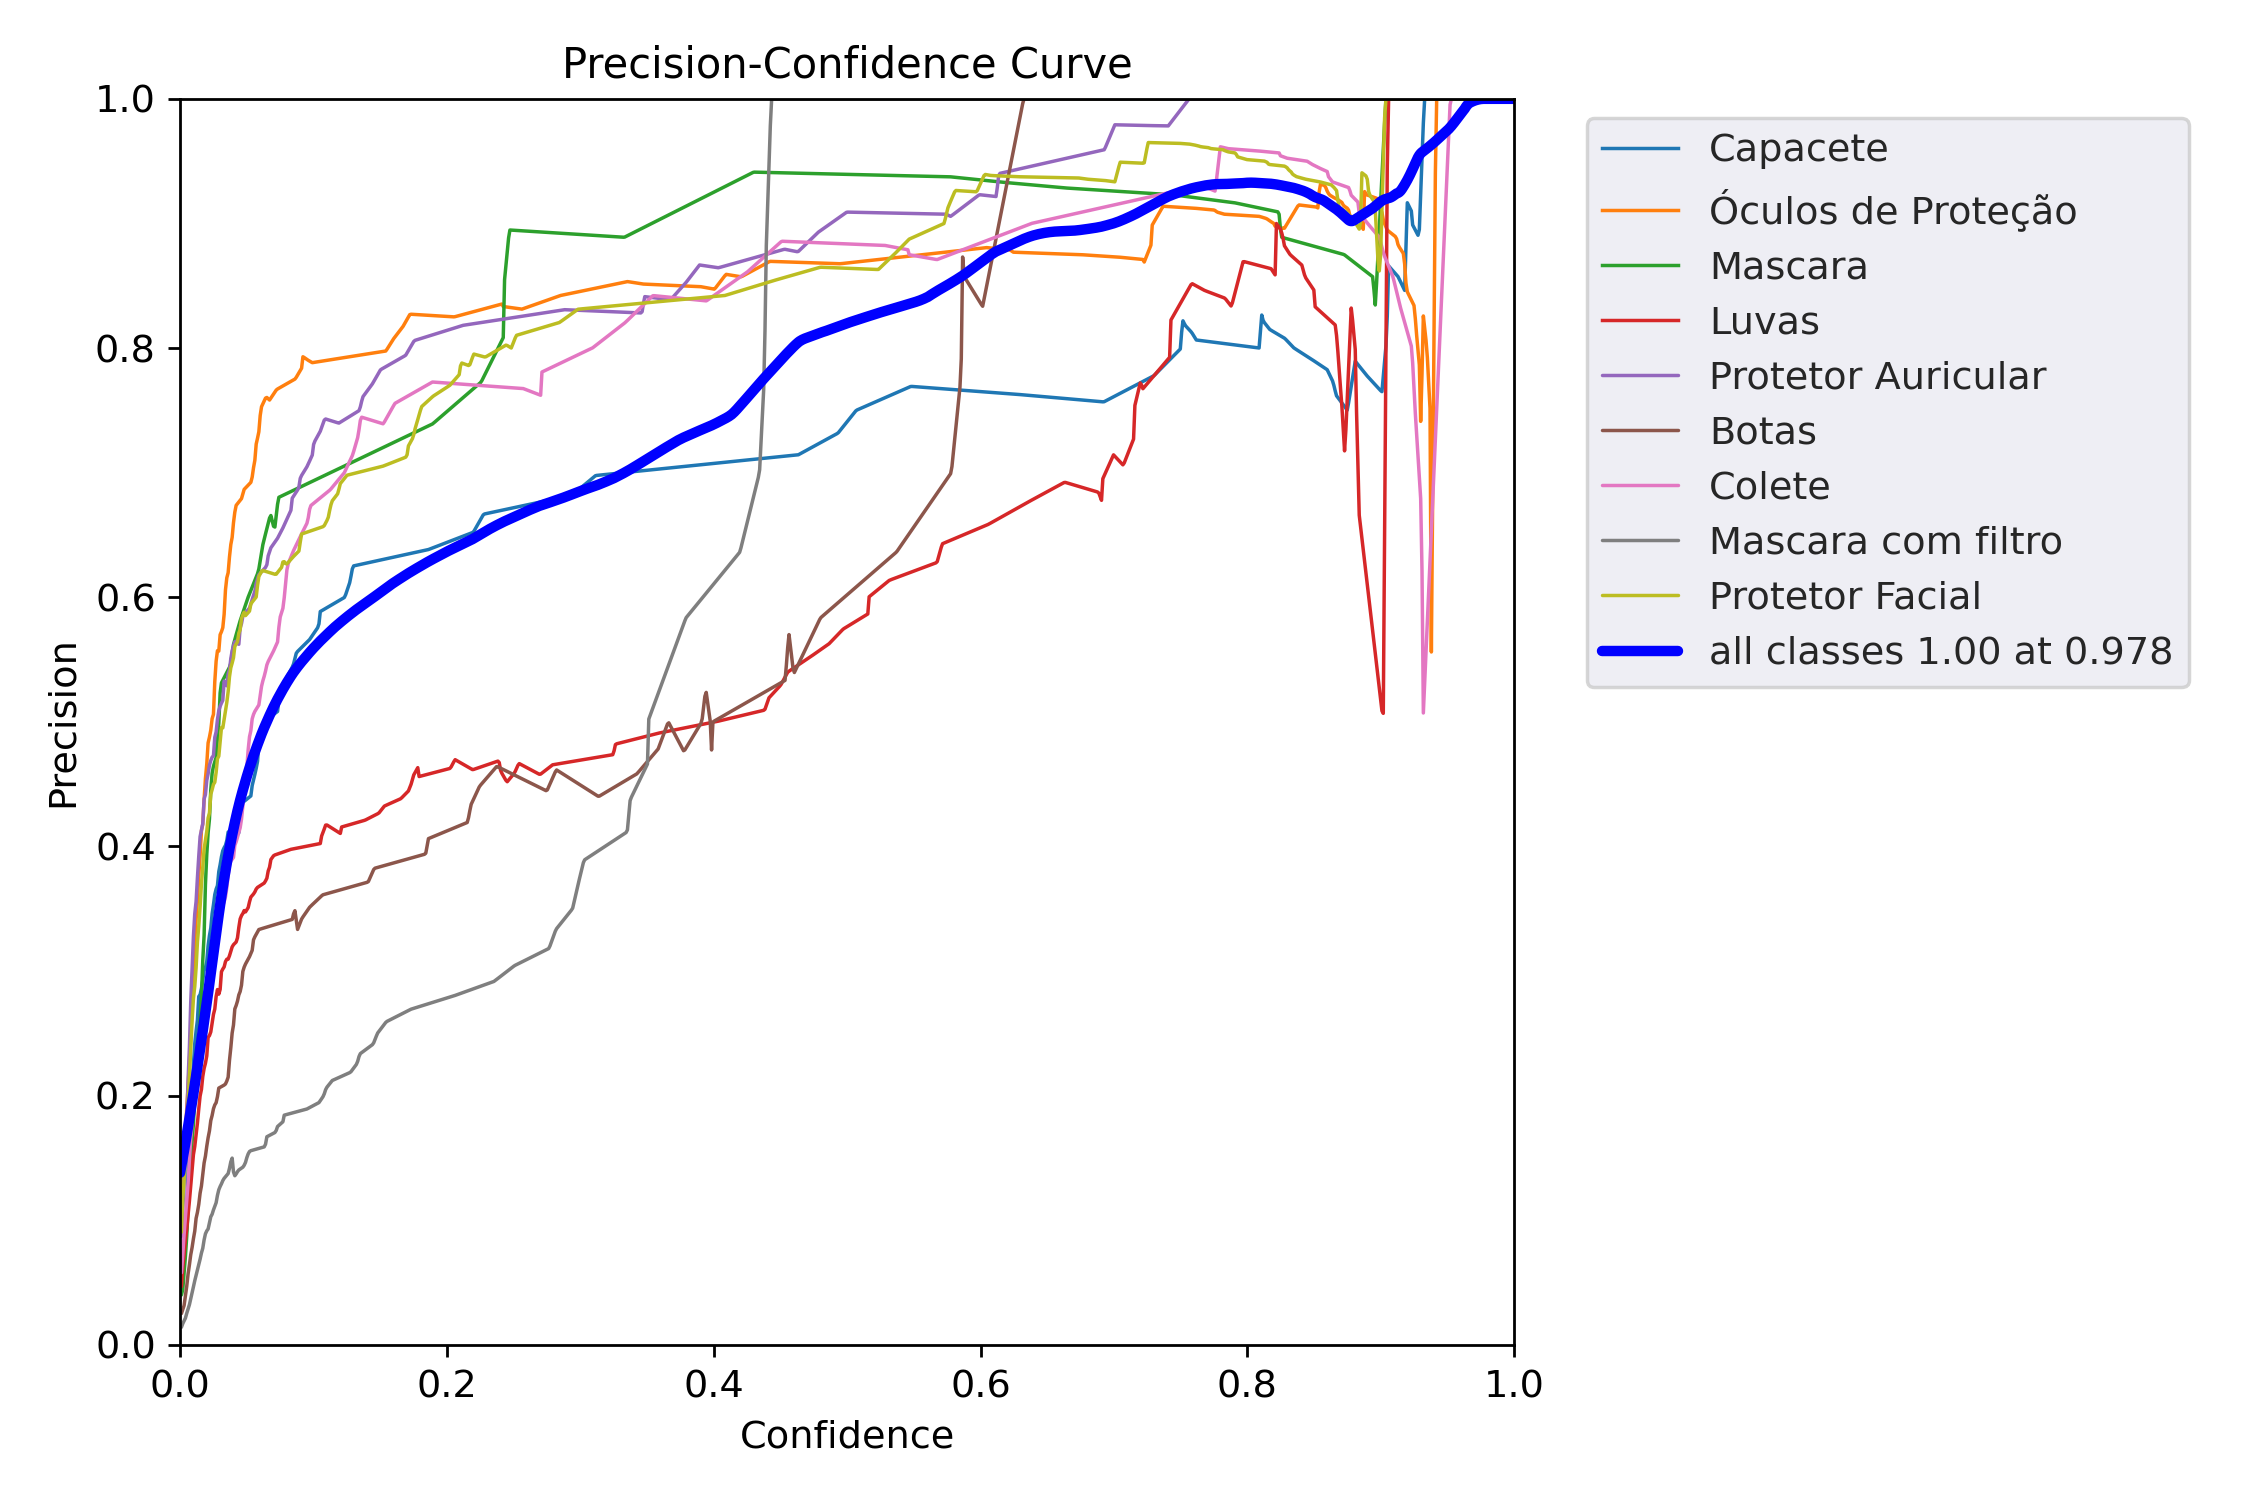 Precision-Confidence Curve
1.0
0.8
0.6
0.4
0.2
0.0
Precision
0.0 0.2 0.4 0.6 0.8 1.0
Confidence
Capacete
Óculos de Proteção
Mascara
Luvas
Protetor Auricular
Botas
Colete
Mascara com filtro
Protetor Facial
all classes 1.00 at 0.978